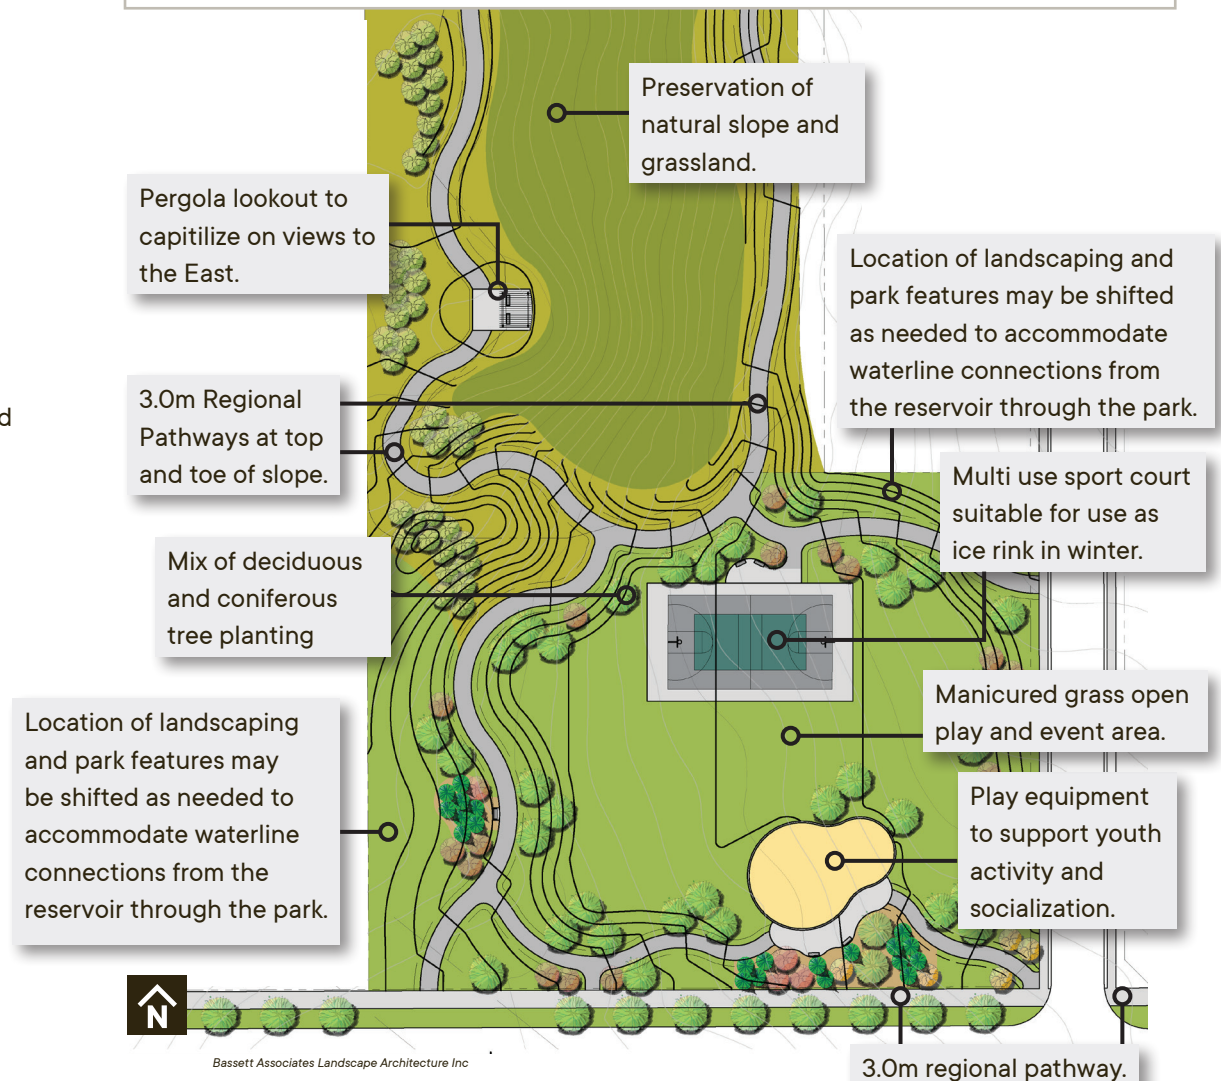 Preservation of
natural slope and
grassland.
Pergola lookout to
capitilize on views to
the East.
Location of landscaping and
park features may be shifted
as needed to accommodate
waterline connections from
the reservoir through the park.
3.0m Regional
Pathways at top
and toe of slope.
d
Multi use sport court
suitable for use as
ice rink in winter.
Mix of deciduous
and coniferous
tree planting
Manicured grass open
play and event area.
Location of landscaping
and park features may
be shifted as needed to
accommodate waterline
connections from the
reservoir through the park.
Play equipment
to support youth
activity and
socialization.
N
Bassett Associates Landscape Architecture Inc
3.0m regional pathway.